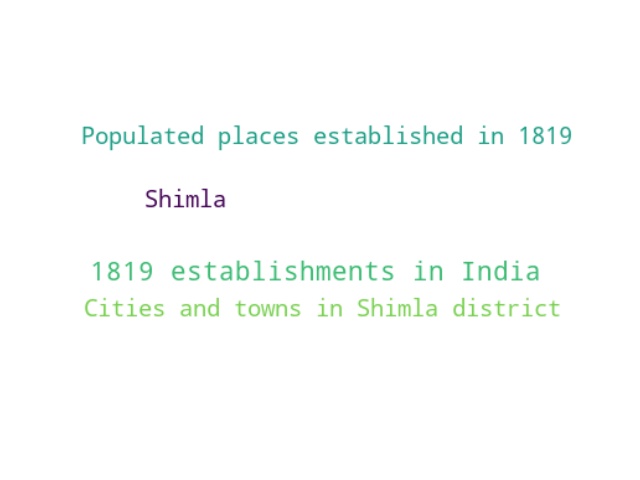 Populated places established in 1819
Shimla
1819 establishments in India
Cities and towns in Shimla district